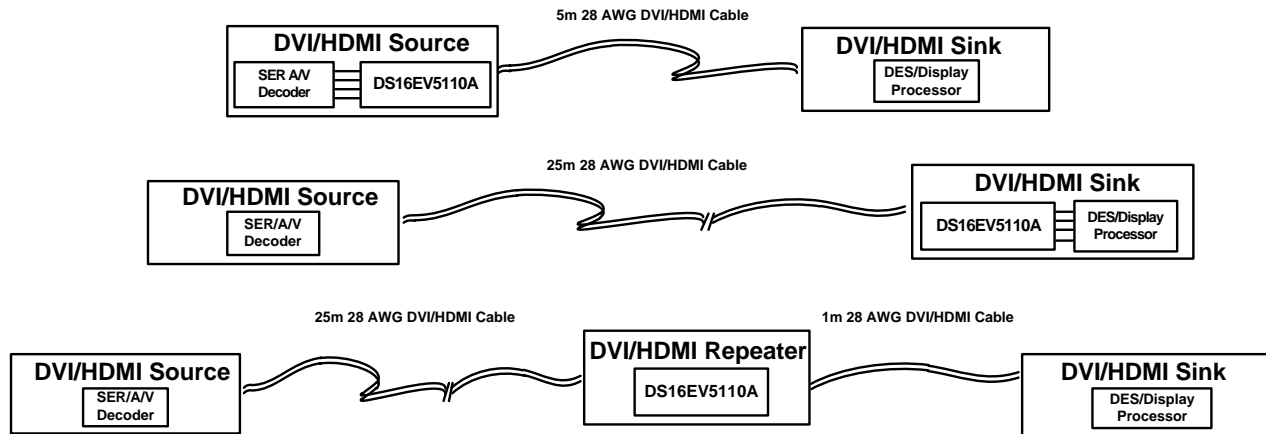 5m 28 AWG DVI/HDMI Cable
DVI/HDMI Source
SER A/V
Decoder
DS16EV5110A
DVI/HDMI Sink
DES/Display
Processor
25m 28 AWG DVI/HDMI Cable
DVI/HDMI Source
SER/A/V
Decoder
DVI/HDMI Sink
DS16EV5110A
DES/Display
Processor
25m 28 AWG DVI/HDMI Cable
1m 28 AWG DVI/HDMI Cable
DVI/HDMI Source
SER/A/V
Decoder
DVI/HDMI Repeater
DS16EV5110A
DVI/HDMI Sink
DES/Display
Processor